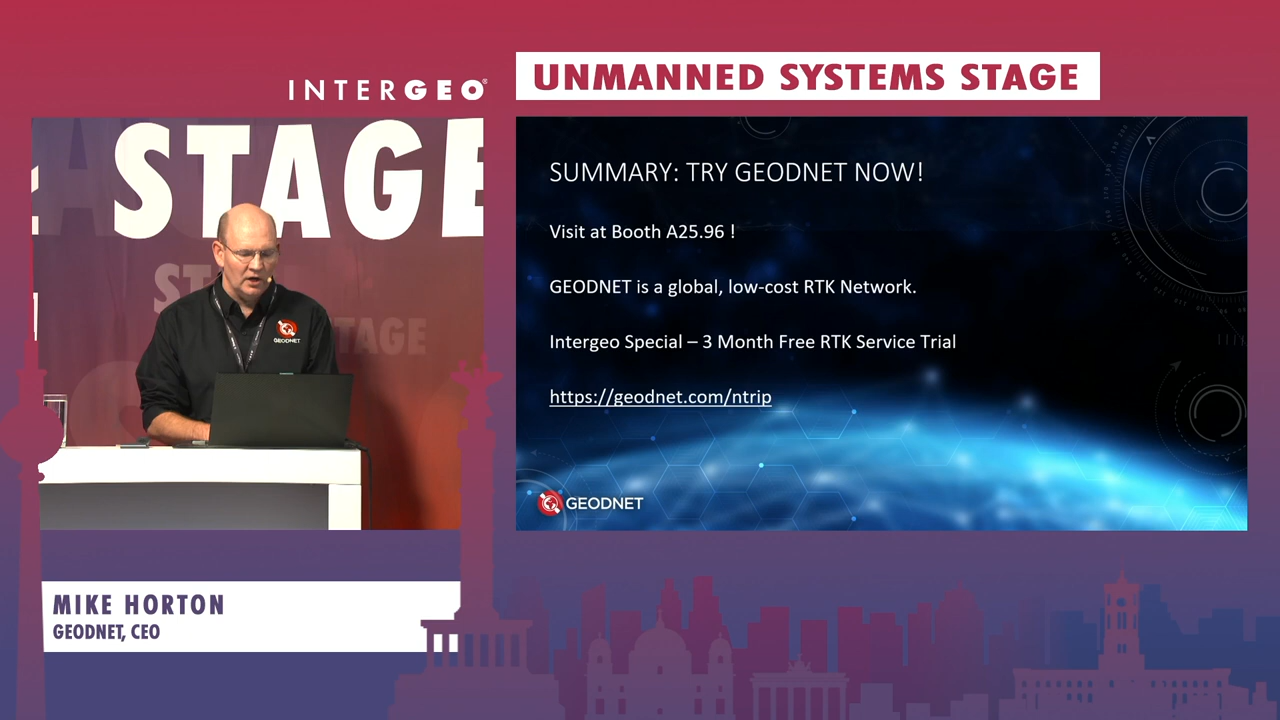 INTERGEO®
UNMANNED SYSTEMS STAGE
STAGE
STAGE
GEODNET
SUMMARY: TRY GEODNET NOW!
Visit at Booth A25.96 !
GEODNET is a global, low-cost RTK Network.
Intergeo Special – 3 Month Free RTK Service Trial
https://geodnet.com/ntrip
GEODNET
MIKE HORTON
GEODNET, CEO